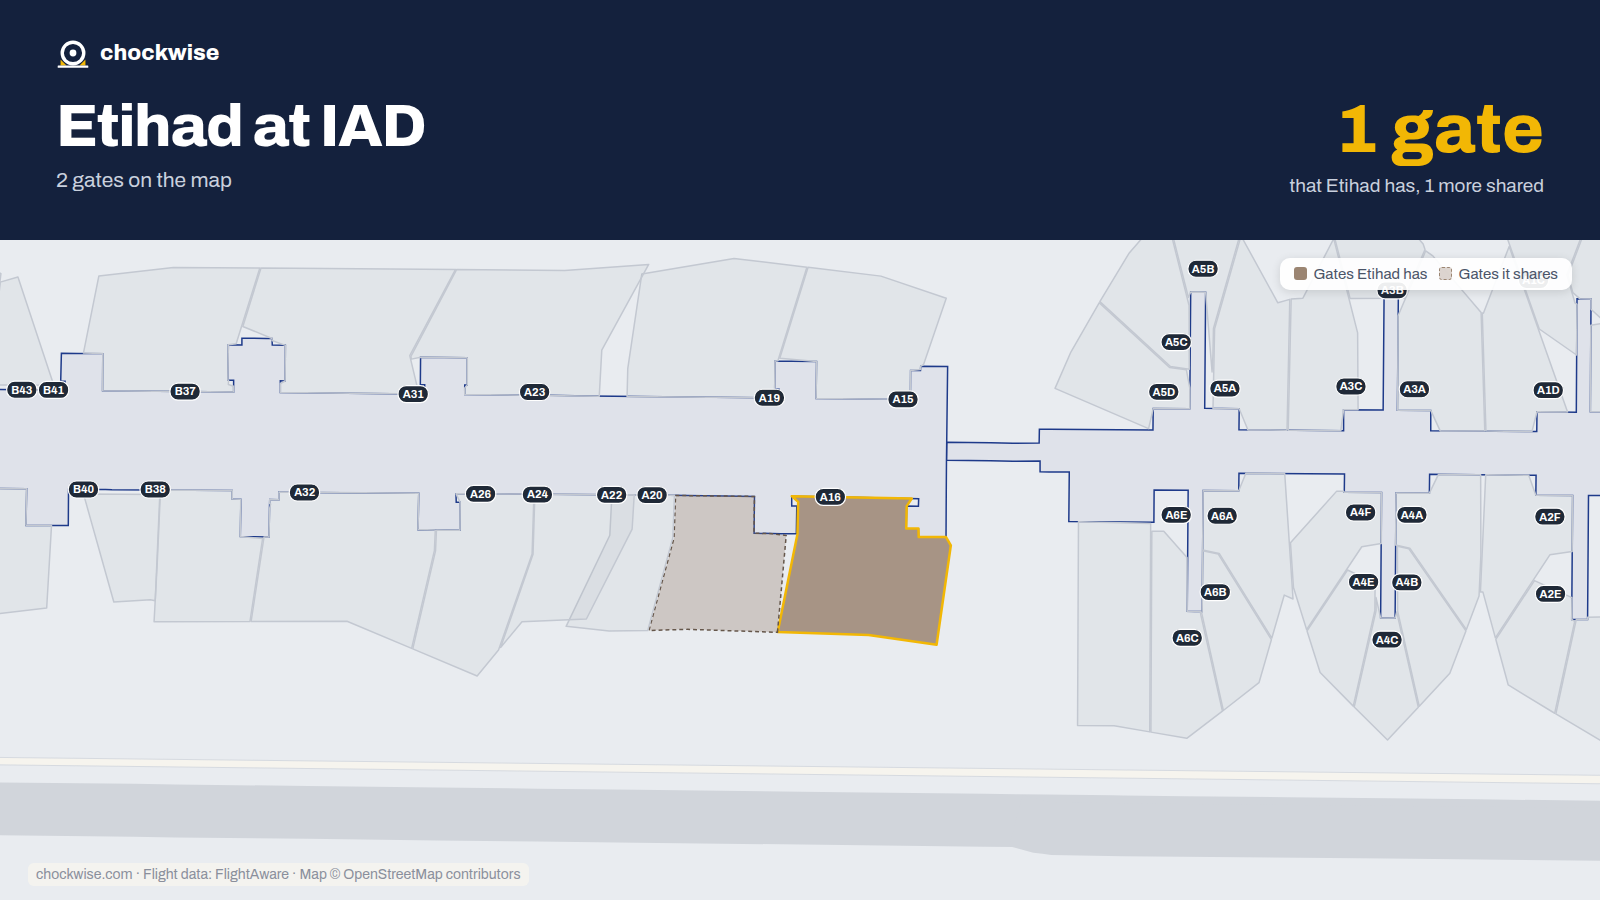 chockwise
Etihad at IAD
2 gates on the map
1 gate
that Etihad has, 1 more shared
Gates Etihad has
Gates it shares
A5B
A3B
A5C
B43
B41
B37
A31
A23
A19
A15
A5D
A5A
A3C
A3A
A1D
B40
B38
A32
A26
A24
A22
A20
A16
A6E
A6A
A4F
A4A
A2F
A6B
A4E
A4B
A2E
A6C
A4C
chockwise.com · Flight data: FlightAware · Map © OpenStreetMap contributors